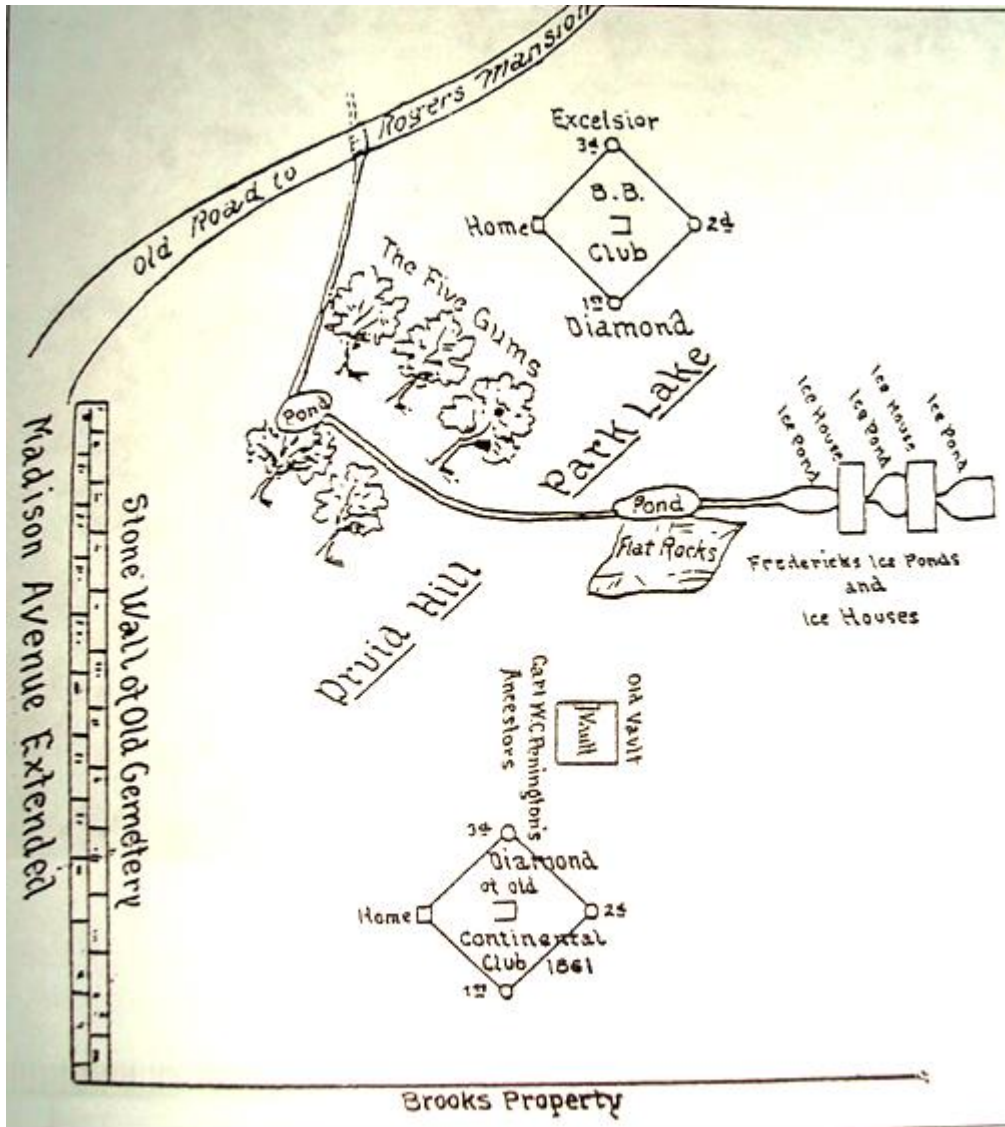 Old Road to Rogers Mansion
Excelsior
3d
B.B.
Home
2d
Club
1st
Diamond
The Five Gums
Pond
Park Lake
Ice Pond
Ice House
Ice Pond
Ice House
Ice Pond
Pond
Flat Rocks
Fredericks Ice Ponds
and
Ice Houses
Druid Hill
Madison Avenue Extended
Stone Wall of Old Gemetery
Carl W.C. Penington's
Ancestors
Vault
Old Vault
3d
Diamond
of old
Home
2d
Continental
Club 1861
1st
Brooks Property